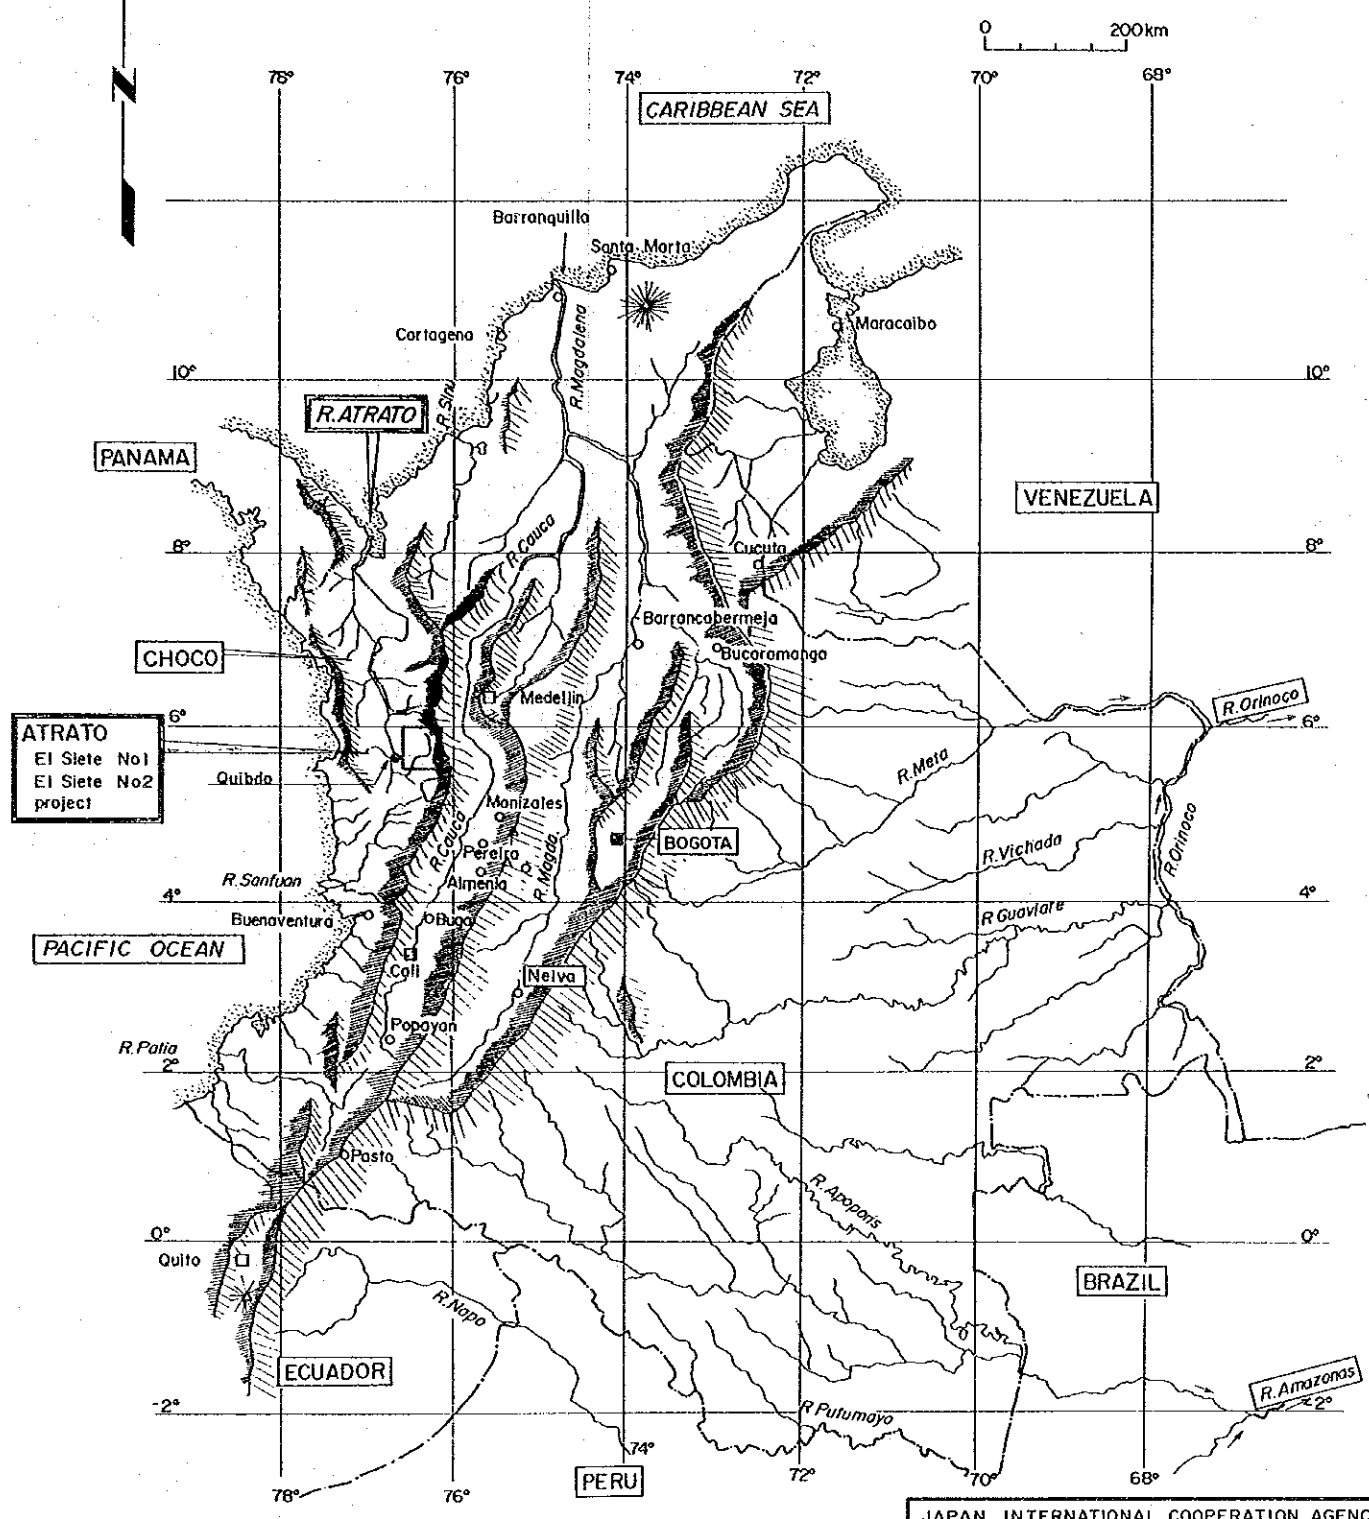 N
0 200km
78° 76° 74° 72° 70° 68°
CARIBBEAN SEA
Barranquilla
Santa Marta
Cartagena
R.Magdalena
Maracaibo
10° 10°
R.Sinu
R.ATRATO
PANAMA
VENEZUELA
R.Cauca
8° 8°
Cucuta
Barrancabermeja
CHOCO
Bucaramanga
Medellin
R.Orinoco
6° 6°
ATRATO
El Siete No1
El Siete No2
project
Quibdo
R.Meta
Manizales
R.Cauca
BOGOTA
Pereira
R.Magda.
R.Vichada
R.Orinoco
R.Sanfuan
Almenia
4° 4°
R Guaviare
Buenaventura
Buga
PACIFIC OCEAN
Cali
Neiva
Popayan
R.Patia
2° 2°
COLOMBIA
Pasto
R.Apoporis
0° 0°
Quito
BRAZIL
R.Napo
ECUADOR
R.Amazonas
R Putumayo
-2° -2°
74°
PERU
72° 70° 68°
78° 76°
JAPAN INTERNATIONAL COOPERATION AGENC